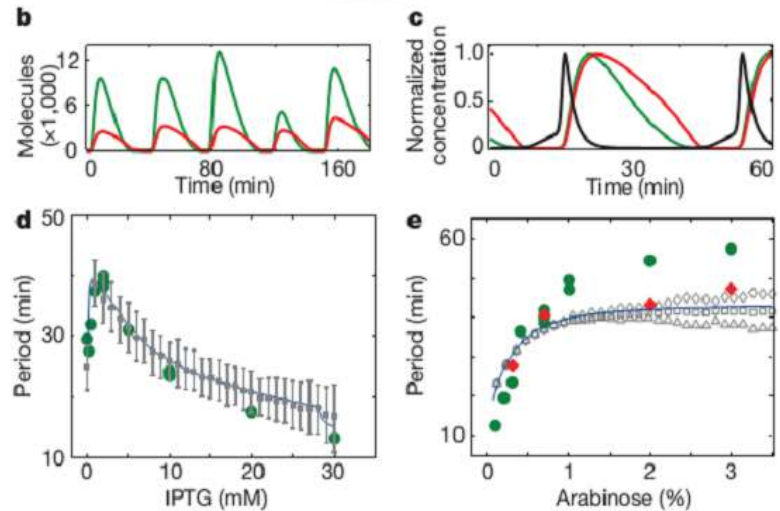 b
Molecules
(×1,000)
12
6
0
0
80
160
Time (min)
c
Normalized
concentration
1.0
0.5
0
0
30
60
Time (min)
d
Period (min)
50
30
10
0
10
20
30
IPTG (mM)
e
Period (min)
60
10
0
1
2
3
Arabinose (%)